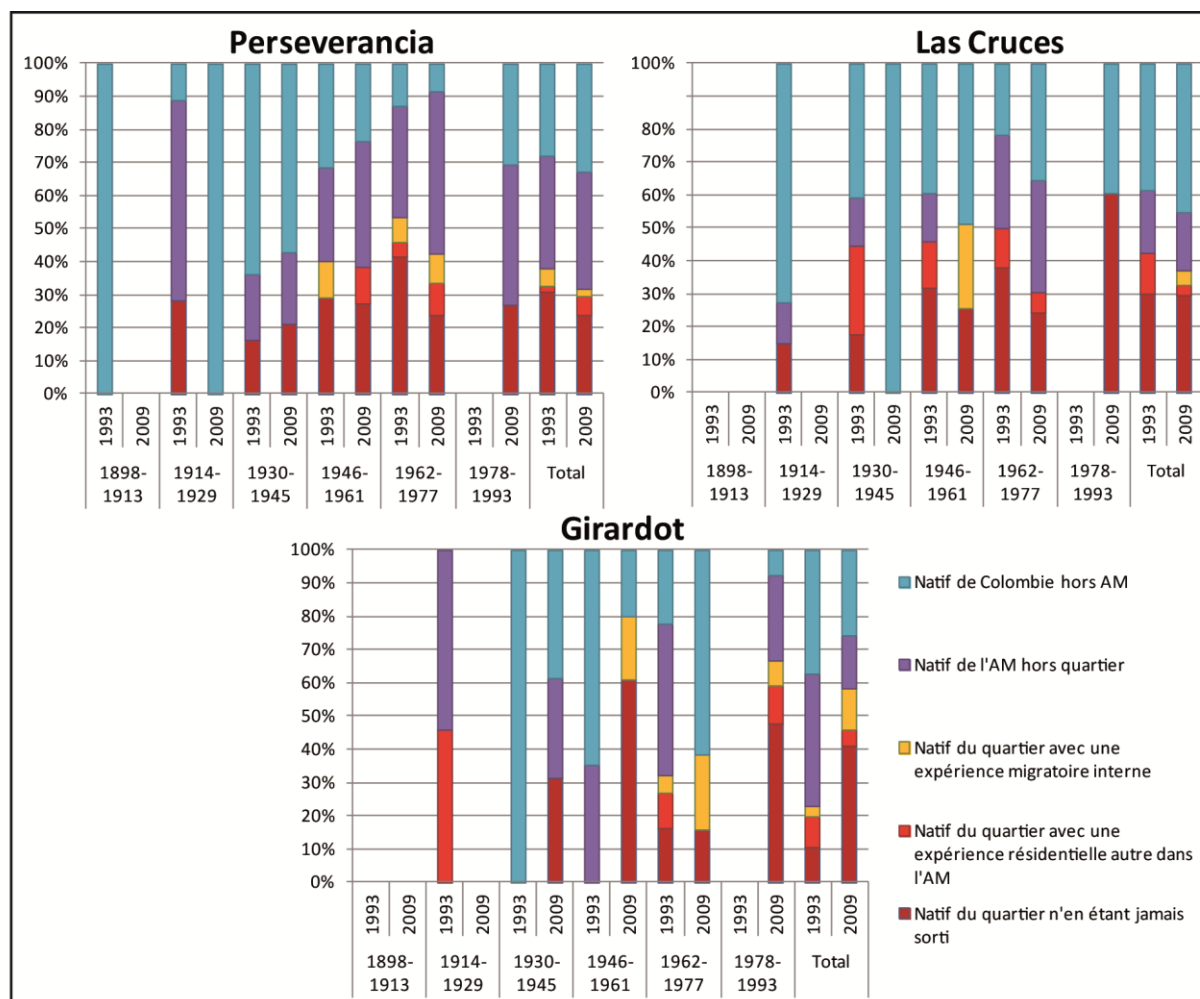 Perseverancia
100%
90%
80%
70%
60%
50%
40%
30%
20%
10%
0%
1993 2009 1993 2009 1993 2009 1993 2009 1993 2009 1993 2009 1993 2009
1898- 1914- 1930- 1946- 1962- 1978- Total
1913 1929 1945 1961 1977 1993
Las Cruces
100%
90%
80%
70%
60%
50%
40%
30%
20%
10%
0%
1993 2009 1993 2009 1993 2009 1993 2009 1993 2009 1993 2009 1993 2009
1898- 1914- 1930- 1946- 1962- 1978- Total
1913 1929 1945 1961 1977 1993
Girardot
100%
90%
80%
70%
60%
50%
40%
30%
20%
10%
0%
1993 2009 1993 2009 1993 2009 1993 2009 1993 2009 1993 2009 1993 2009
1898- 1914- 1930- 1946- 1962- 1978- Total
1913 1929 1945 1961 1977 1993
Natif de Colombie hors AM
Natif de l'AM hors quartier
Natif du quartier avec une
expérience migratoire interne
Natif du quartier avec une
expérience résidentielle autre dans
l'AM
Natif du quartier n'en étant jamais
sorti